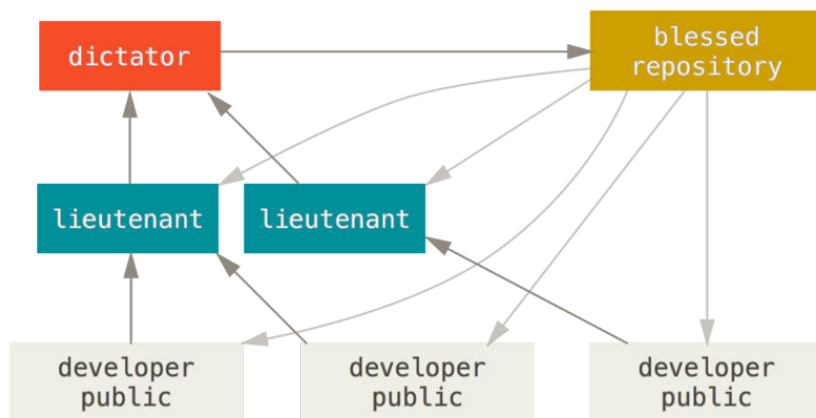 dictator
blessed
repository
lieutenant
lieutenant
developer
public
developer
public
developer
public